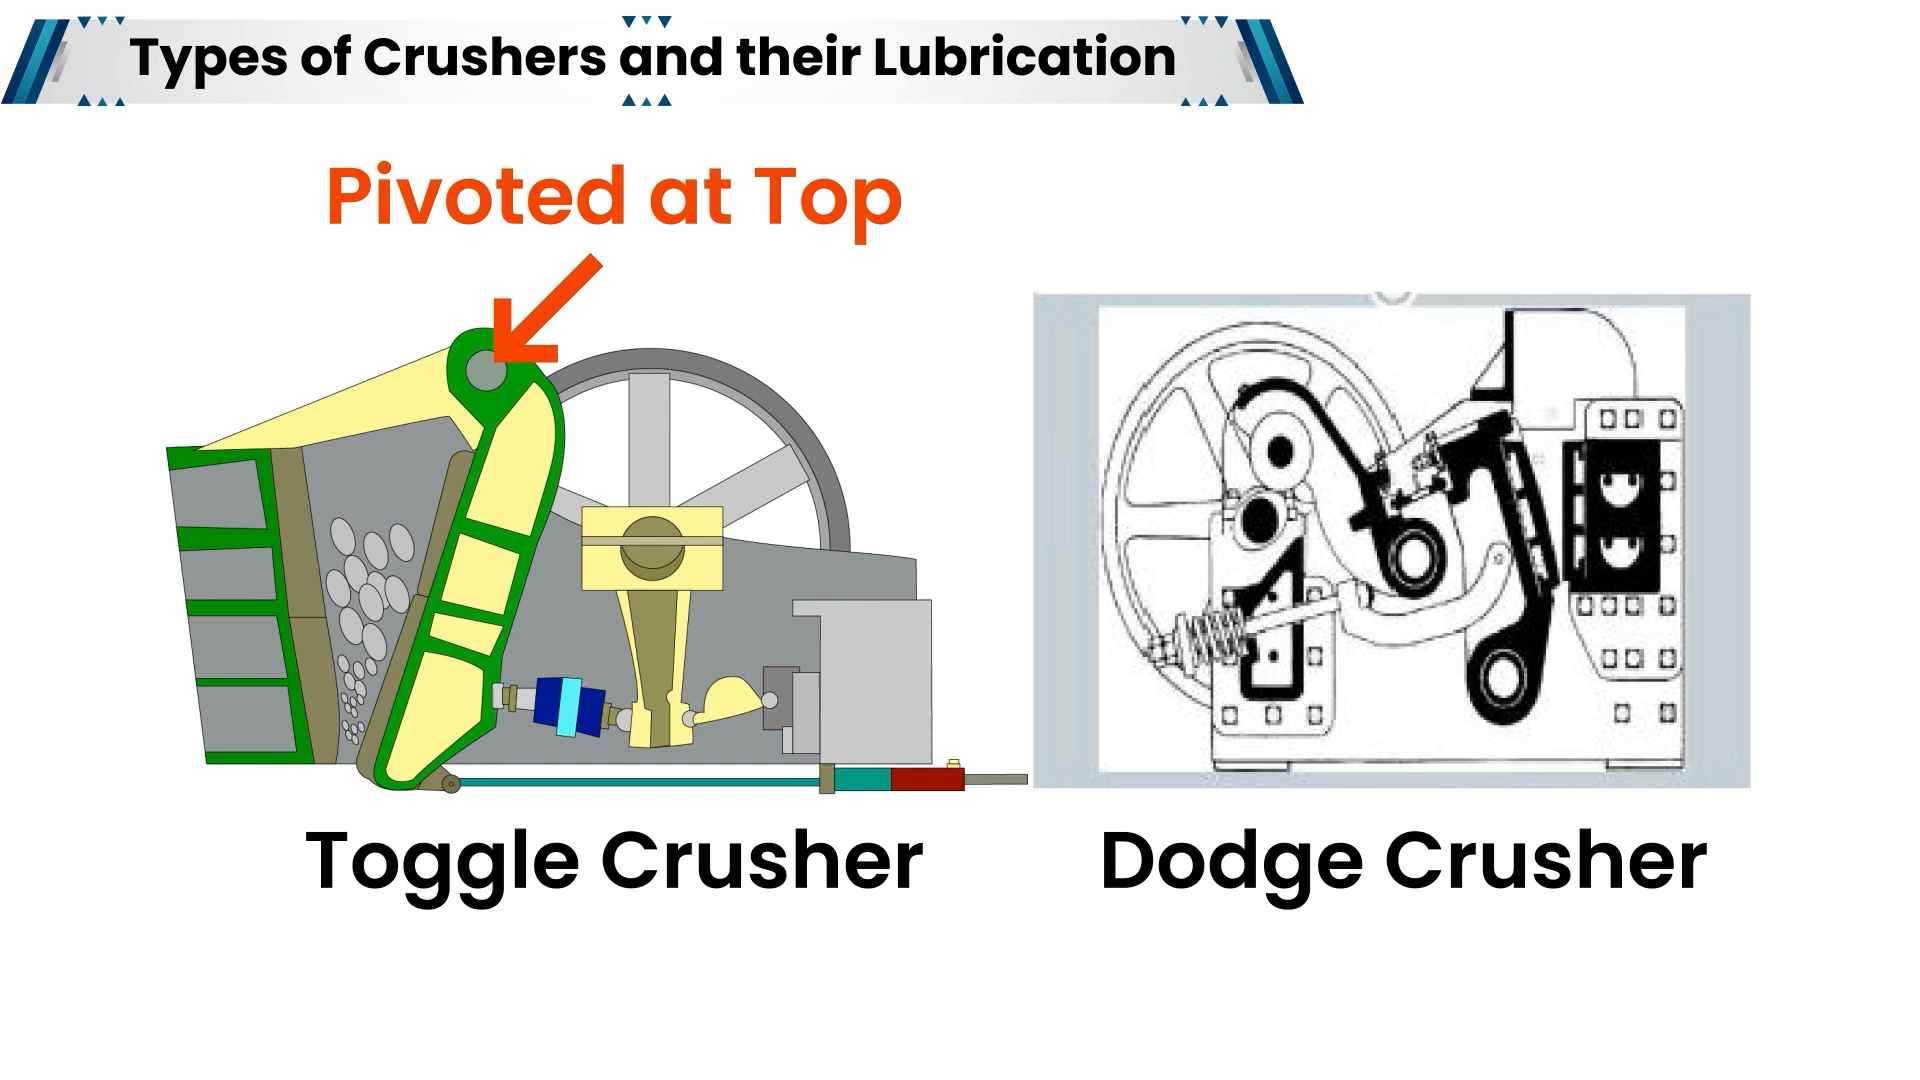 Types of Crushers and their Lubrication
Pivoted at Top
Toggle Crusher
Dodge Crusher